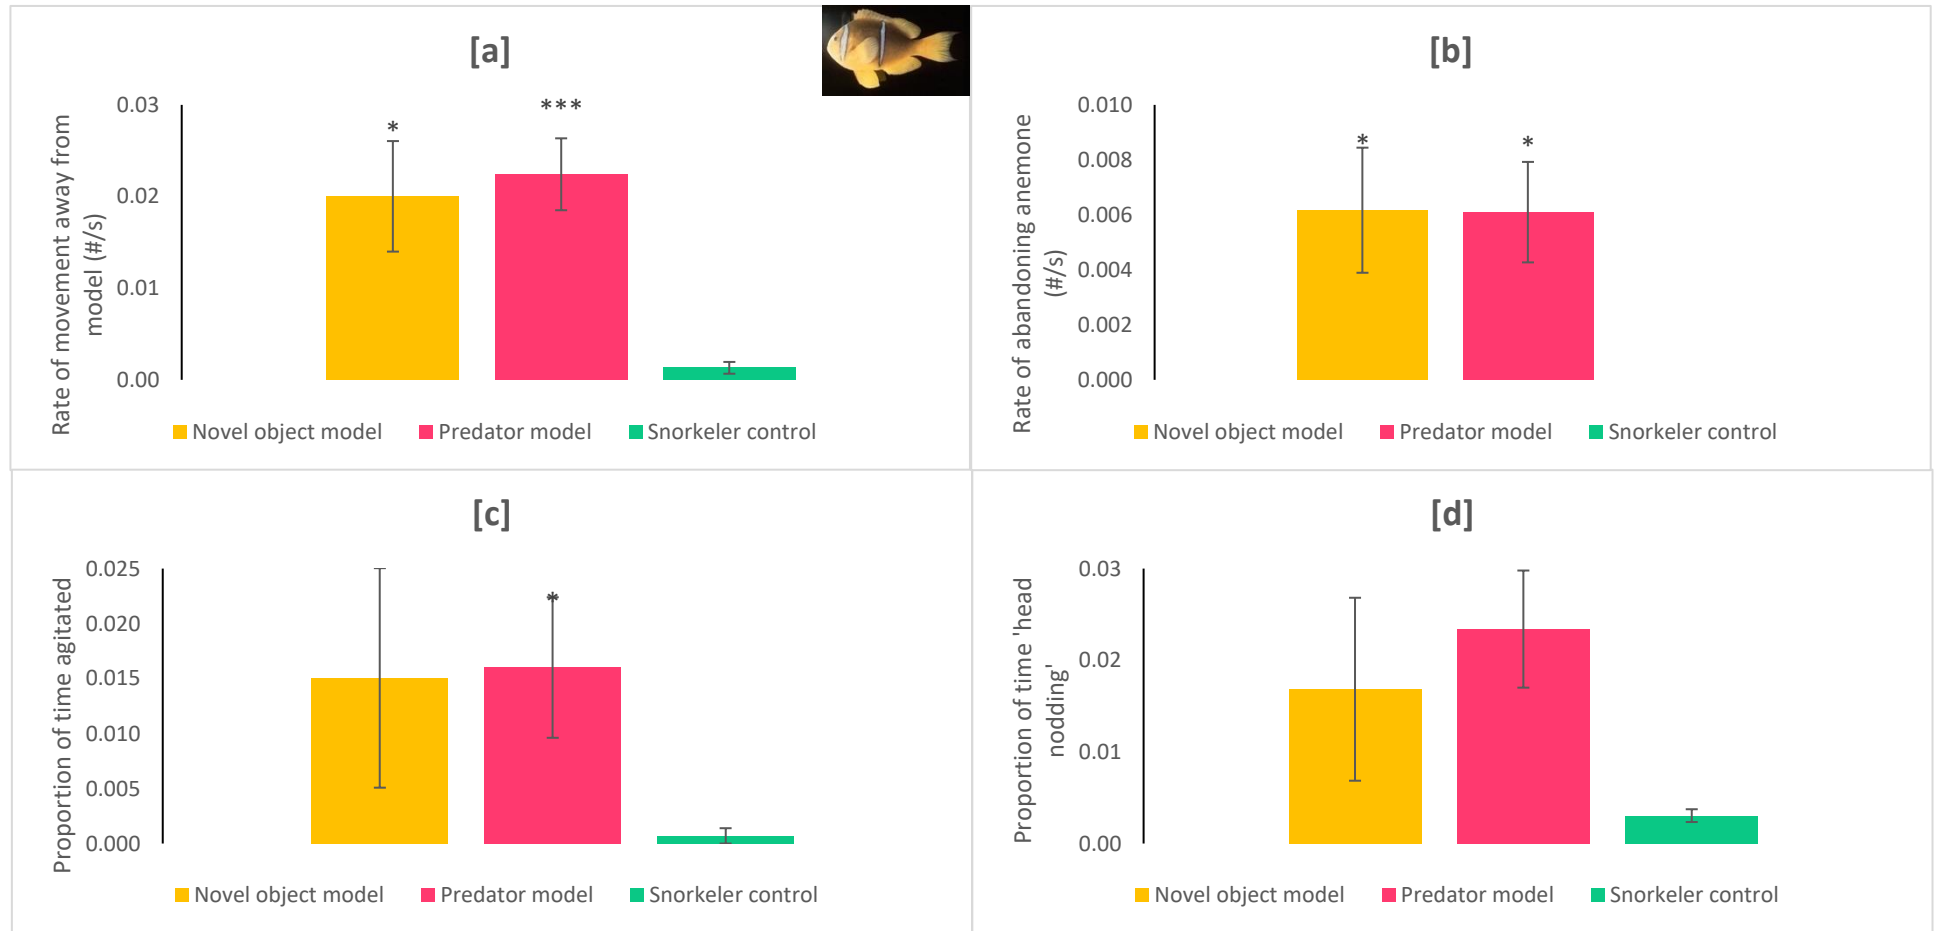 [a]
Rate of movement away from
model (#/s)
0.03
0.02
0.01
0.00
*
***
Novel object model
Predator model
Snorkeler control
[b]
Rate of abandoning anemone
(#/s)
0.010
0.008
0.006
0.004
0.002
0.000
*
*
Novel object model
Predator model
Snorkeler control
[c]
Proportion of time agitated
0.025
0.020
0.015
0.010
0.005
0.000
*
Novel object model
Predator model
Snorkeler control
[d]
Proportion of time 'head
nodding'
0.03
0.02
0.01
0.00
Novel object model
Predator model
Snorkeler control